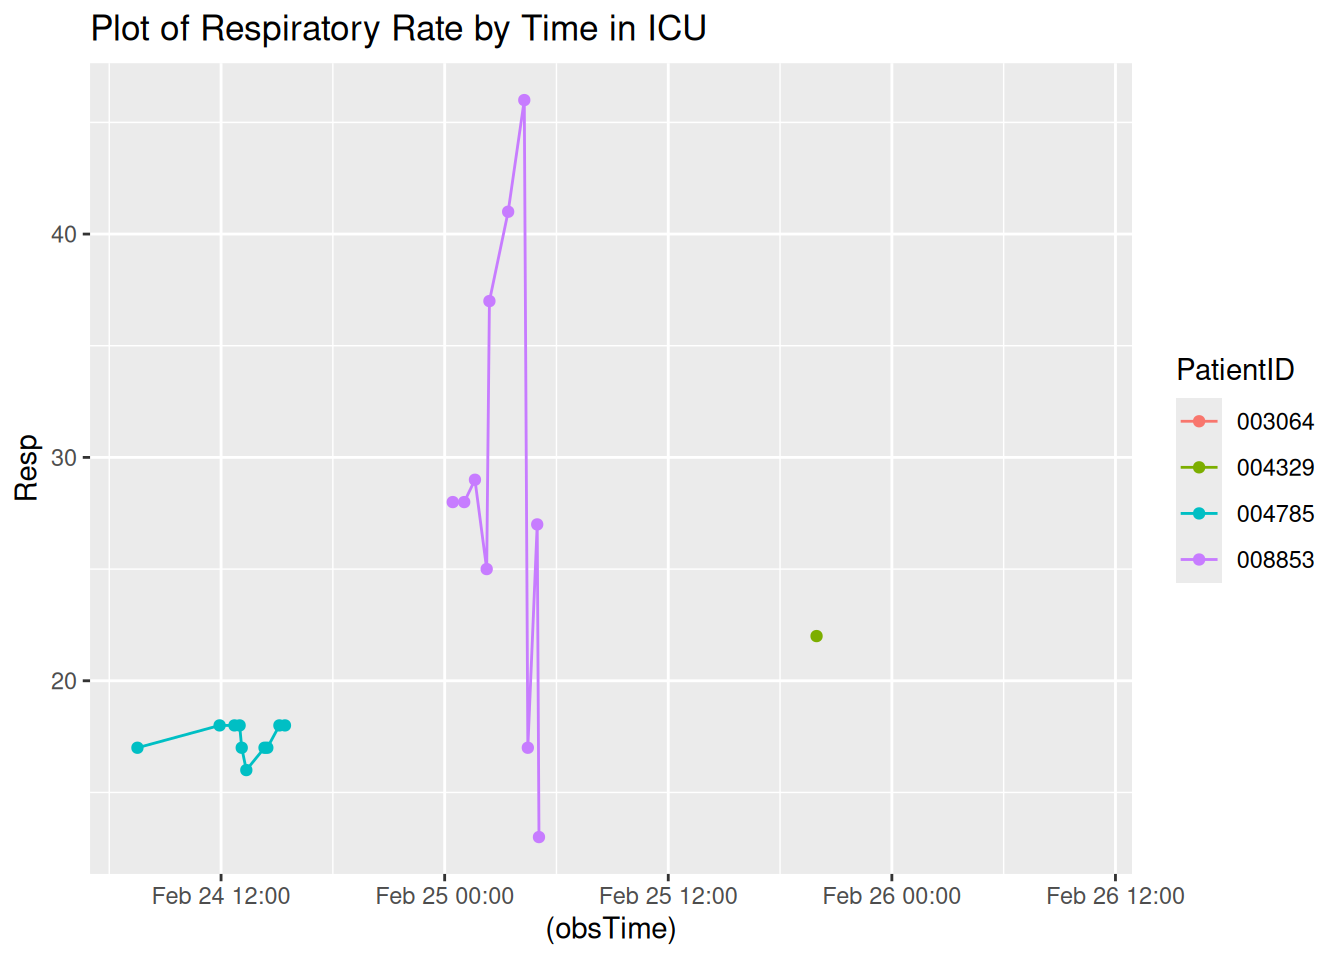 Plot of Respiratory Rate by Time in ICU
Resp
40
30
20
Feb 24 12:00
Feb 25 00:00
Feb 25 12:00
Feb 26 00:00
Feb 26 12:00
(obsTime)
PatientID
003064
004329
004785
008853